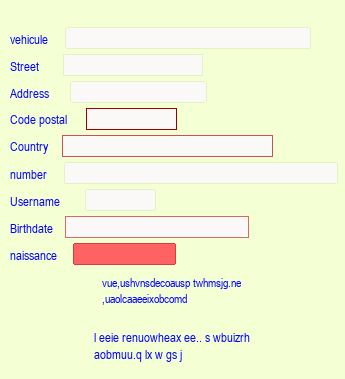 vehicule
Street
Address
Code postal
Country
number
Username
Birthdate
naissance
vue,ushvnsdecoausp twhmsjg.ne
,uaolcaaeeixobcomd
l eeie renuowheax ee.. s wbuizrh
aobmuu.q lx w gs j